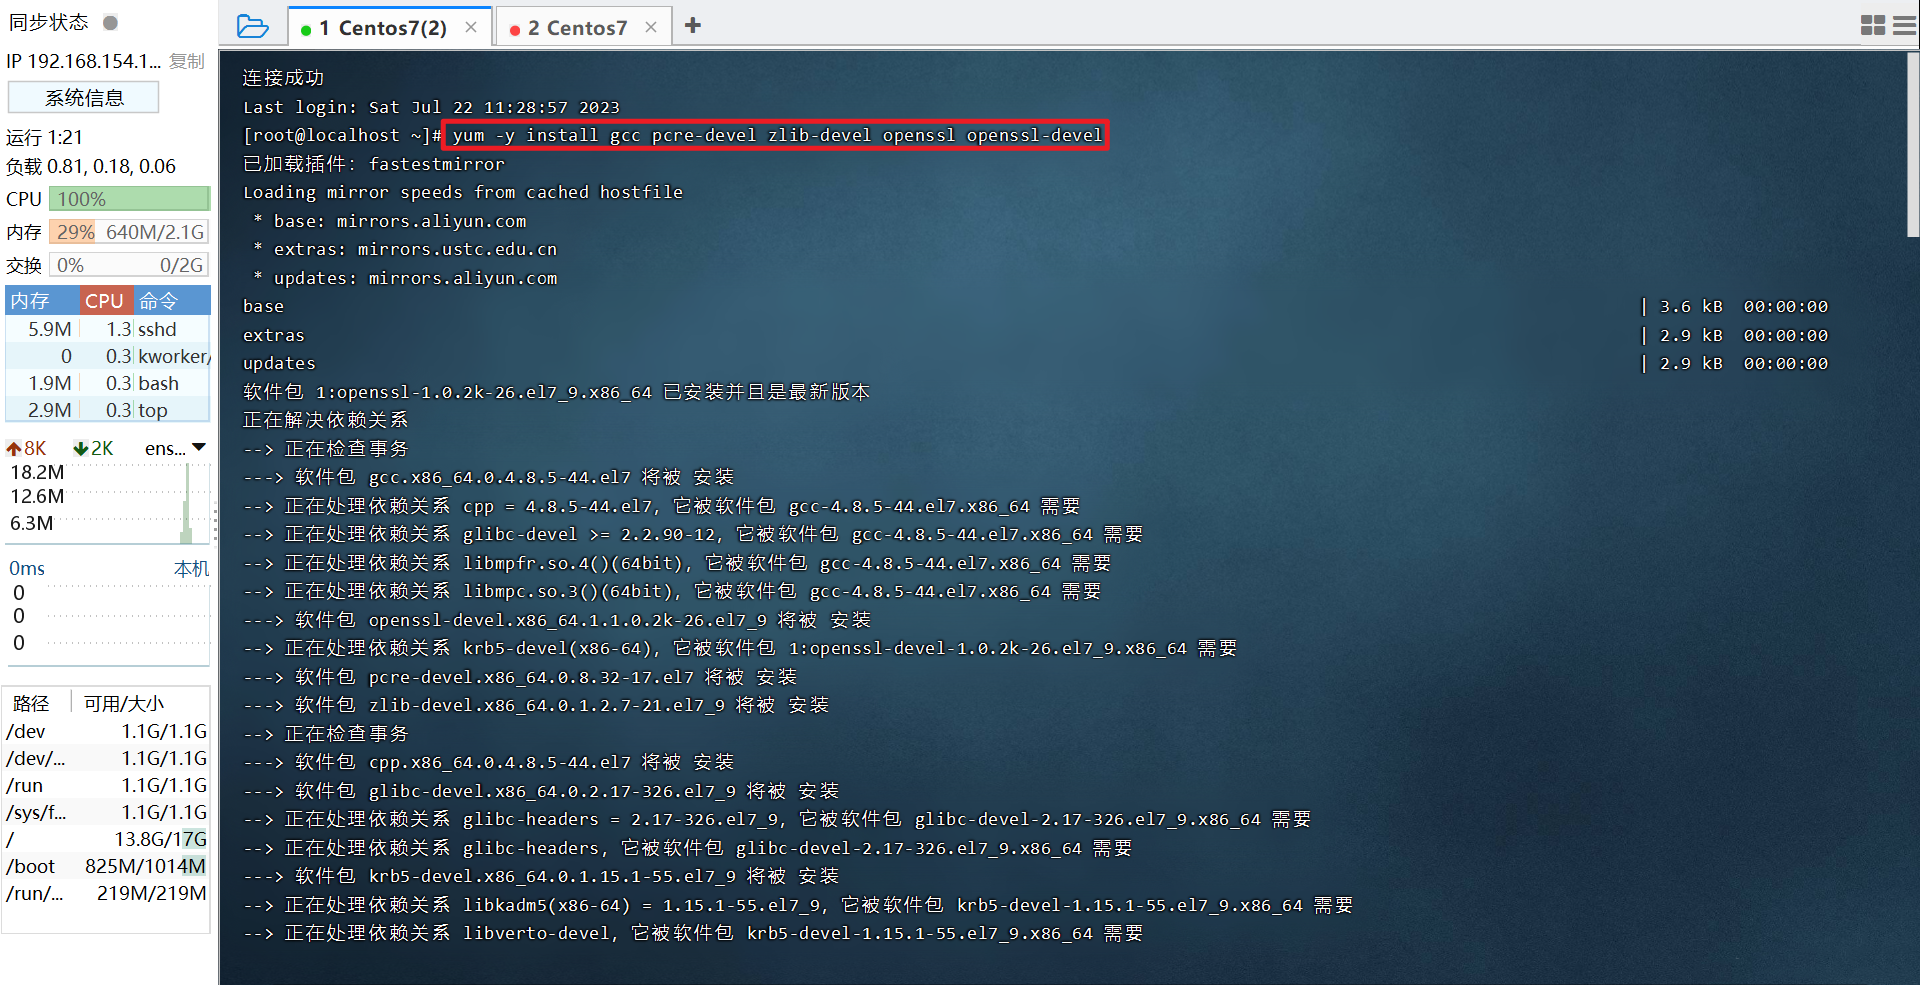 同步状态
IP 192.168.154.1... 复制
系统信息
运行 1:21
负载 0.81, 0.18, 0.06
CPU 100%
内存 29% 640M/2.1G
交换 0% 0/2G
内存 CPU 命令
5.9M 1.3 sshd
0 0.3 kworker/
1.9M 0.3 bash
2.9M 0.3 top
8K 2K ens...
18.2M
12.6M
6.3M
0ms 本机
0
0
0
路径 可用/大小
/dev 1.1G/1.1G
/dev/... 1.1G/1.1G
/run 1.1G/1.1G
/sys/f... 1.1G/1.1G
/ 13.8G/17G
/boot 825M/1014M
/run/... 219M/219M
1 Centos7(2) × 2 Centos7 × +
连接成功
Last login: Sat Jul 22 11:28:57 2023
[root@localhost ~]# yum -y install gcc pcre-devel zlib-devel openssl openssl-devel
已加载插件：fastestmirror
Loading mirror speeds from cached hostfile
* base: mirrors.aliyun.com
* extras: mirrors.ustc.edu.cn
* updates: mirrors.aliyun.com
base | 3.6 kB 00:00:00
extras | 2.9 kB 00:00:00
updates | 2.9 kB 00:00:00
软件包 1:openssl-1.0.2k-26.el7_9.x86_64 已安装并且是最新版本
正在解决依赖关系
--> 正在检查事务
---> 软件包 gcc.x86_64.0.4.8.5-44.el7 将被 安装
--> 正在处理依赖关系 cpp = 4.8.5-44.el7，它被软件包 gcc-4.8.5-44.el7.x86_64 需要
--> 正在处理依赖关系 glibc-devel >= 2.2.90-12，它被软件包 gcc-4.8.5-44.el7.x86_64 需要
--> 正在处理依赖关系 libmpfr.so.4()(64bit)，它被软件包 gcc-4.8.5-44.el7.x86_64 需要
--> 正在处理依赖关系 libmpc.so.3()(64bit)，它被软件包 gcc-4.8.5-44.el7.x86_64 需要
---> 软件包 openssl-devel.x86_64.1.1.0.2k-26.el7_9 将被 安装
--> 正在处理依赖关系 krb5-devel(x86-64)，它被软件包 1:openssl-devel-1.0.2k-26.el7_9.x86_64 需要
---> 软件包 pcre-devel.x86_64.0.8.32-17.el7 将被 安装
---> 软件包 zlib-devel.x86_64.0.1.2.7-21.el7_9 将被 安装
--> 正在检查事务
---> 软件包 cpp.x86_64.0.4.8.5-44.el7 将被 安装
---> 软件包 glibc-devel.x86_64.0.2.17-326.el7_9 将被 安装
--> 正在处理依赖关系 glibc-headers = 2.17-326.el7_9，它被软件包 glibc-devel-2.17-326.el7_9.x86_64 需要
--> 正在处理依赖关系 glibc-headers，它被软件包 glibc-devel-2.17-326.el7_9.x86_64 需要
---> 软件包 krb5-devel.x86_64.0.1.15.1-55.el7_9 将被 安装
--> 正在处理依赖关系 libkadm5(x86-64) = 1.15.1-55.el7_9，它被软件包 krb5-devel-1.15.1-55.el7_9.x86_64 需要
--> 正在处理依赖关系 libverto-devel，它被软件包 krb5-devel-1.15.1-55.el7_9.x86_64 需要